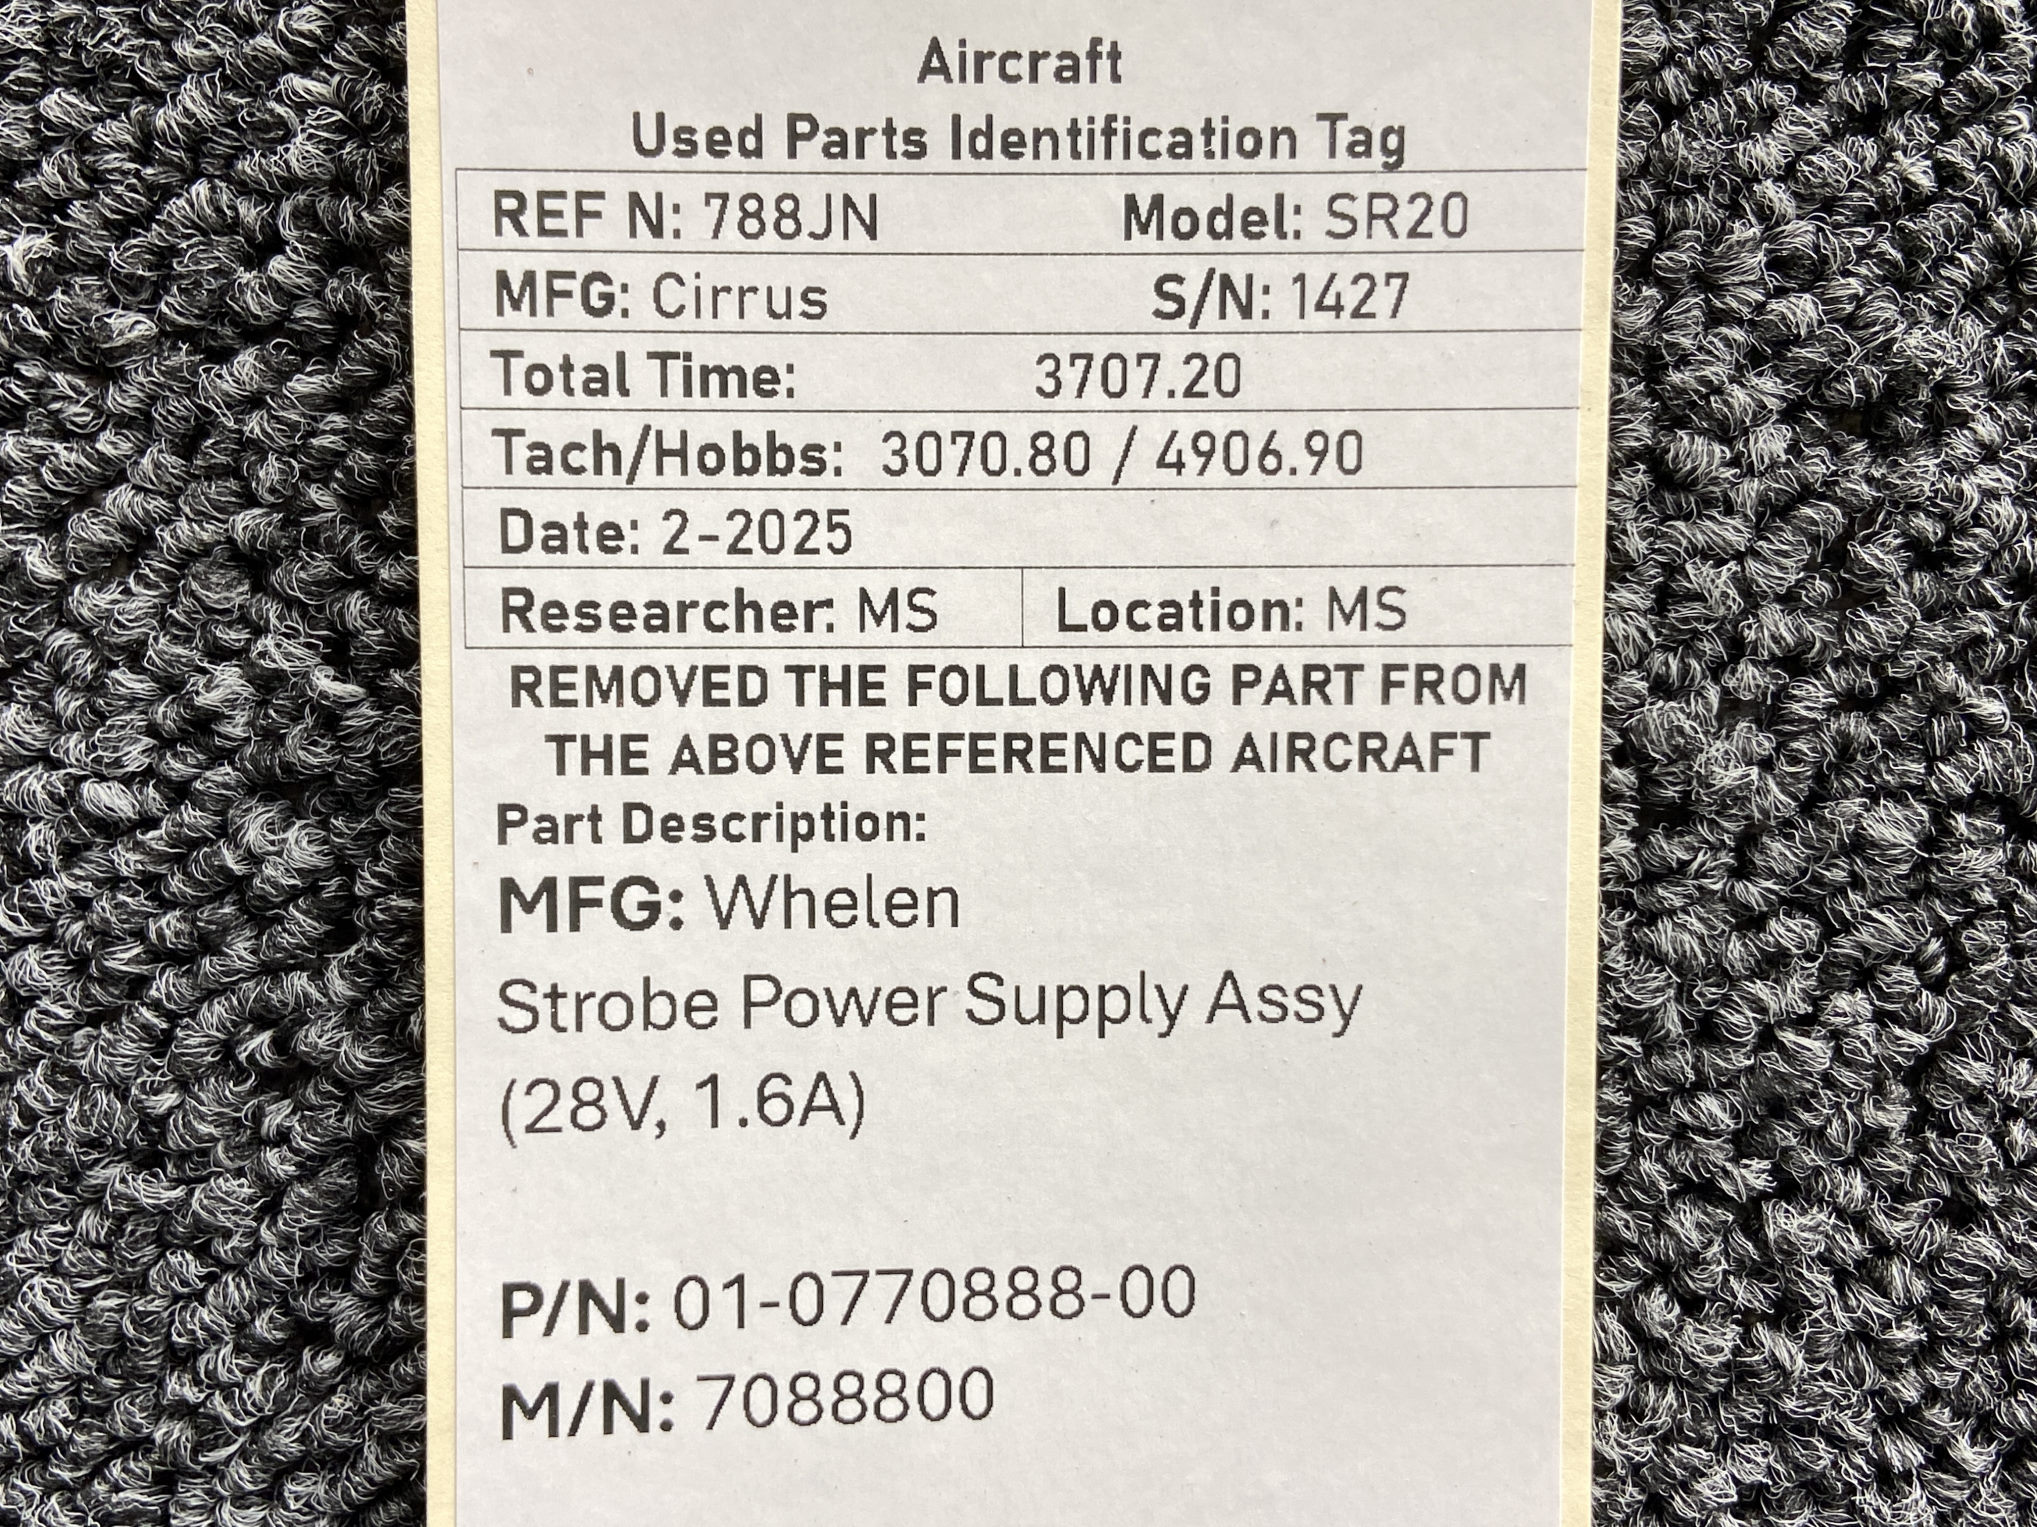 Aircraft
Used Parts Identification Tag
REF N: 788JN Model: SR20
MFG: Cirrus S/N: 1427
Total Time: 3707.20
Tach/Hobbs: 3070.80 / 4906.90
Date: 2-2025
Researcher: MS Location: MS
REMOVED THE FOLLOWING PART FROM
THE ABOVE REFERENCED AIRCRAFT
Part Description:
MFG: Whelen
Strobe Power Supply Assy
(28V, 1.6A)
P/N: 01-0770888-00
M/N: 7088800